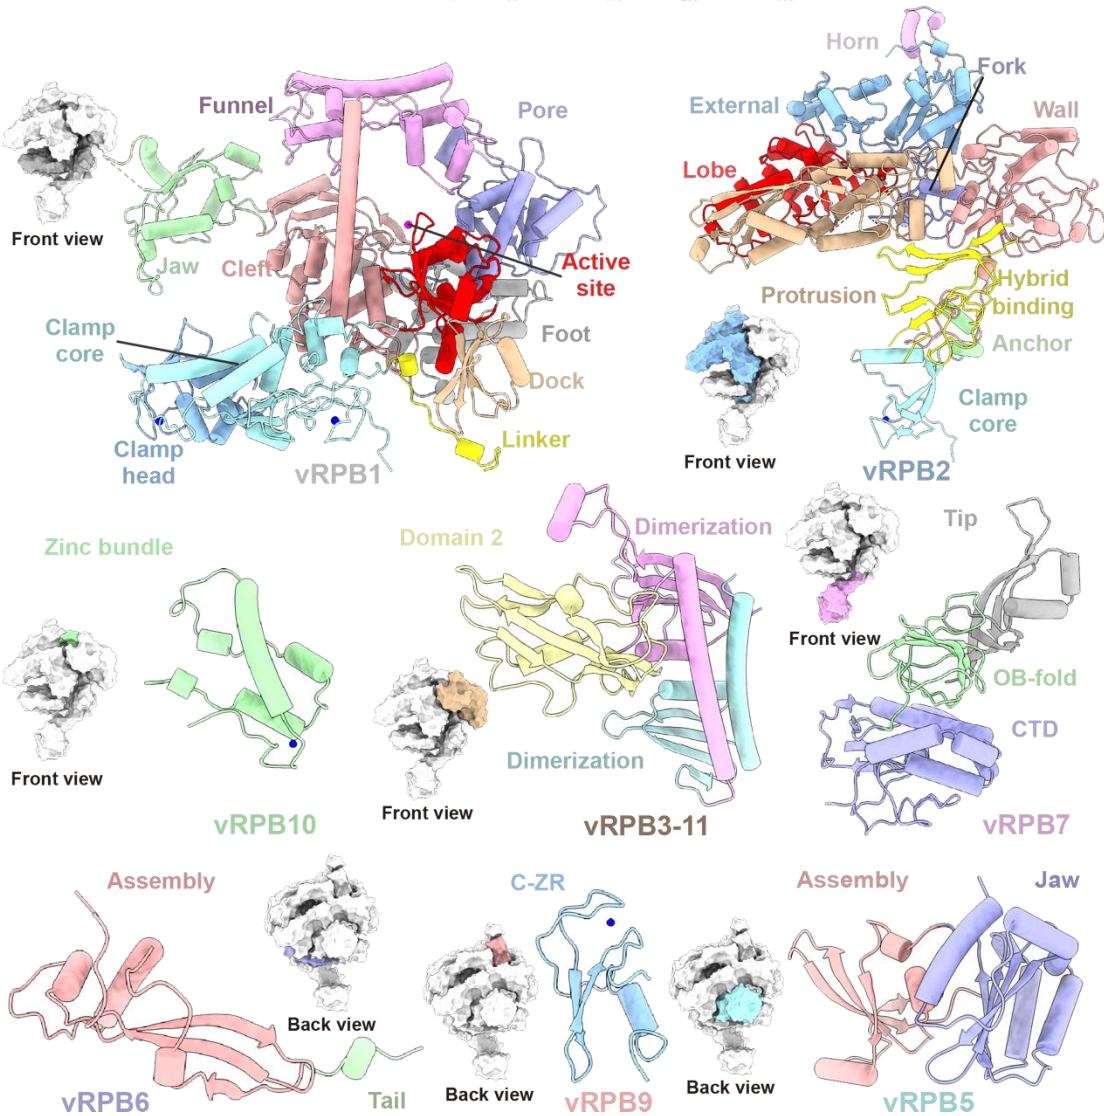 Horn
Fork
Funnel
Pore
External
Wall
Lobe
Front view
Jaw
Cleft
Active
site
Protrusion
Hybrid
binding
Clamp
core
Foot
Anchor
Dock
Clamp
core
Linker
Clamp
head
vRPB1
Front view
vRPB2
Zinc bundle
Domain 2
Dimerization
Tip
Front view
OB-fold
CTD
Front view
Dimerization
Front view
vRPB10
vRPB3-11
vRPB7
Assembly
C-ZR
Assembly
Jaw
Back view
Back view
Back view
vRPB6
Tail
vRPB9
vRPB5